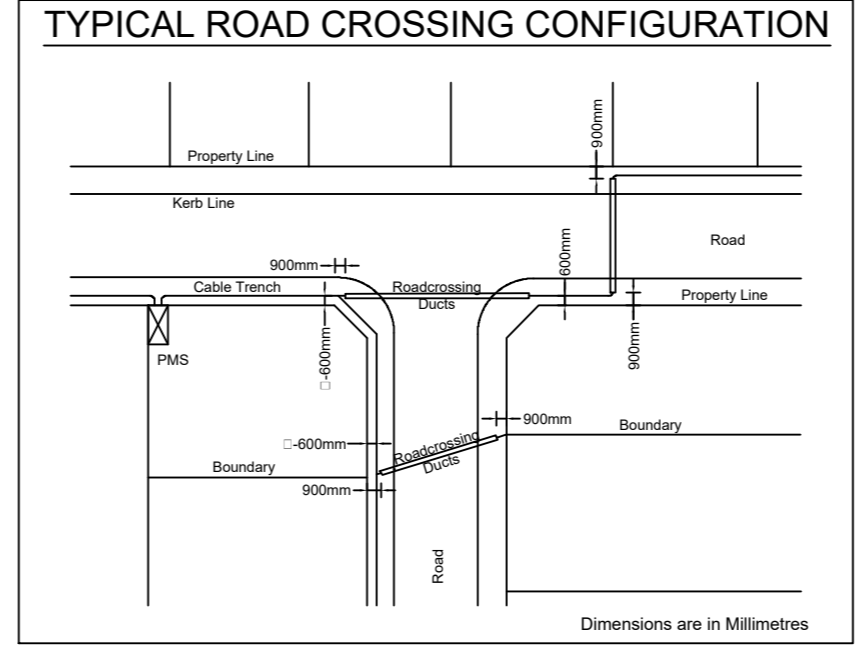 TYPICAL ROAD CROSSING CONFIGURATION
900mm
Property Line
Kerb Line
Road
600mm
900mm
Cable Trench
Roadcrossing
Ducts
Property Line
□-600mm
900mm
PMS
900mm
Boundary
□-600mm
Roadcrossing
Ducts
Boundary
900mm
Road
Dimensions are in Millimetres